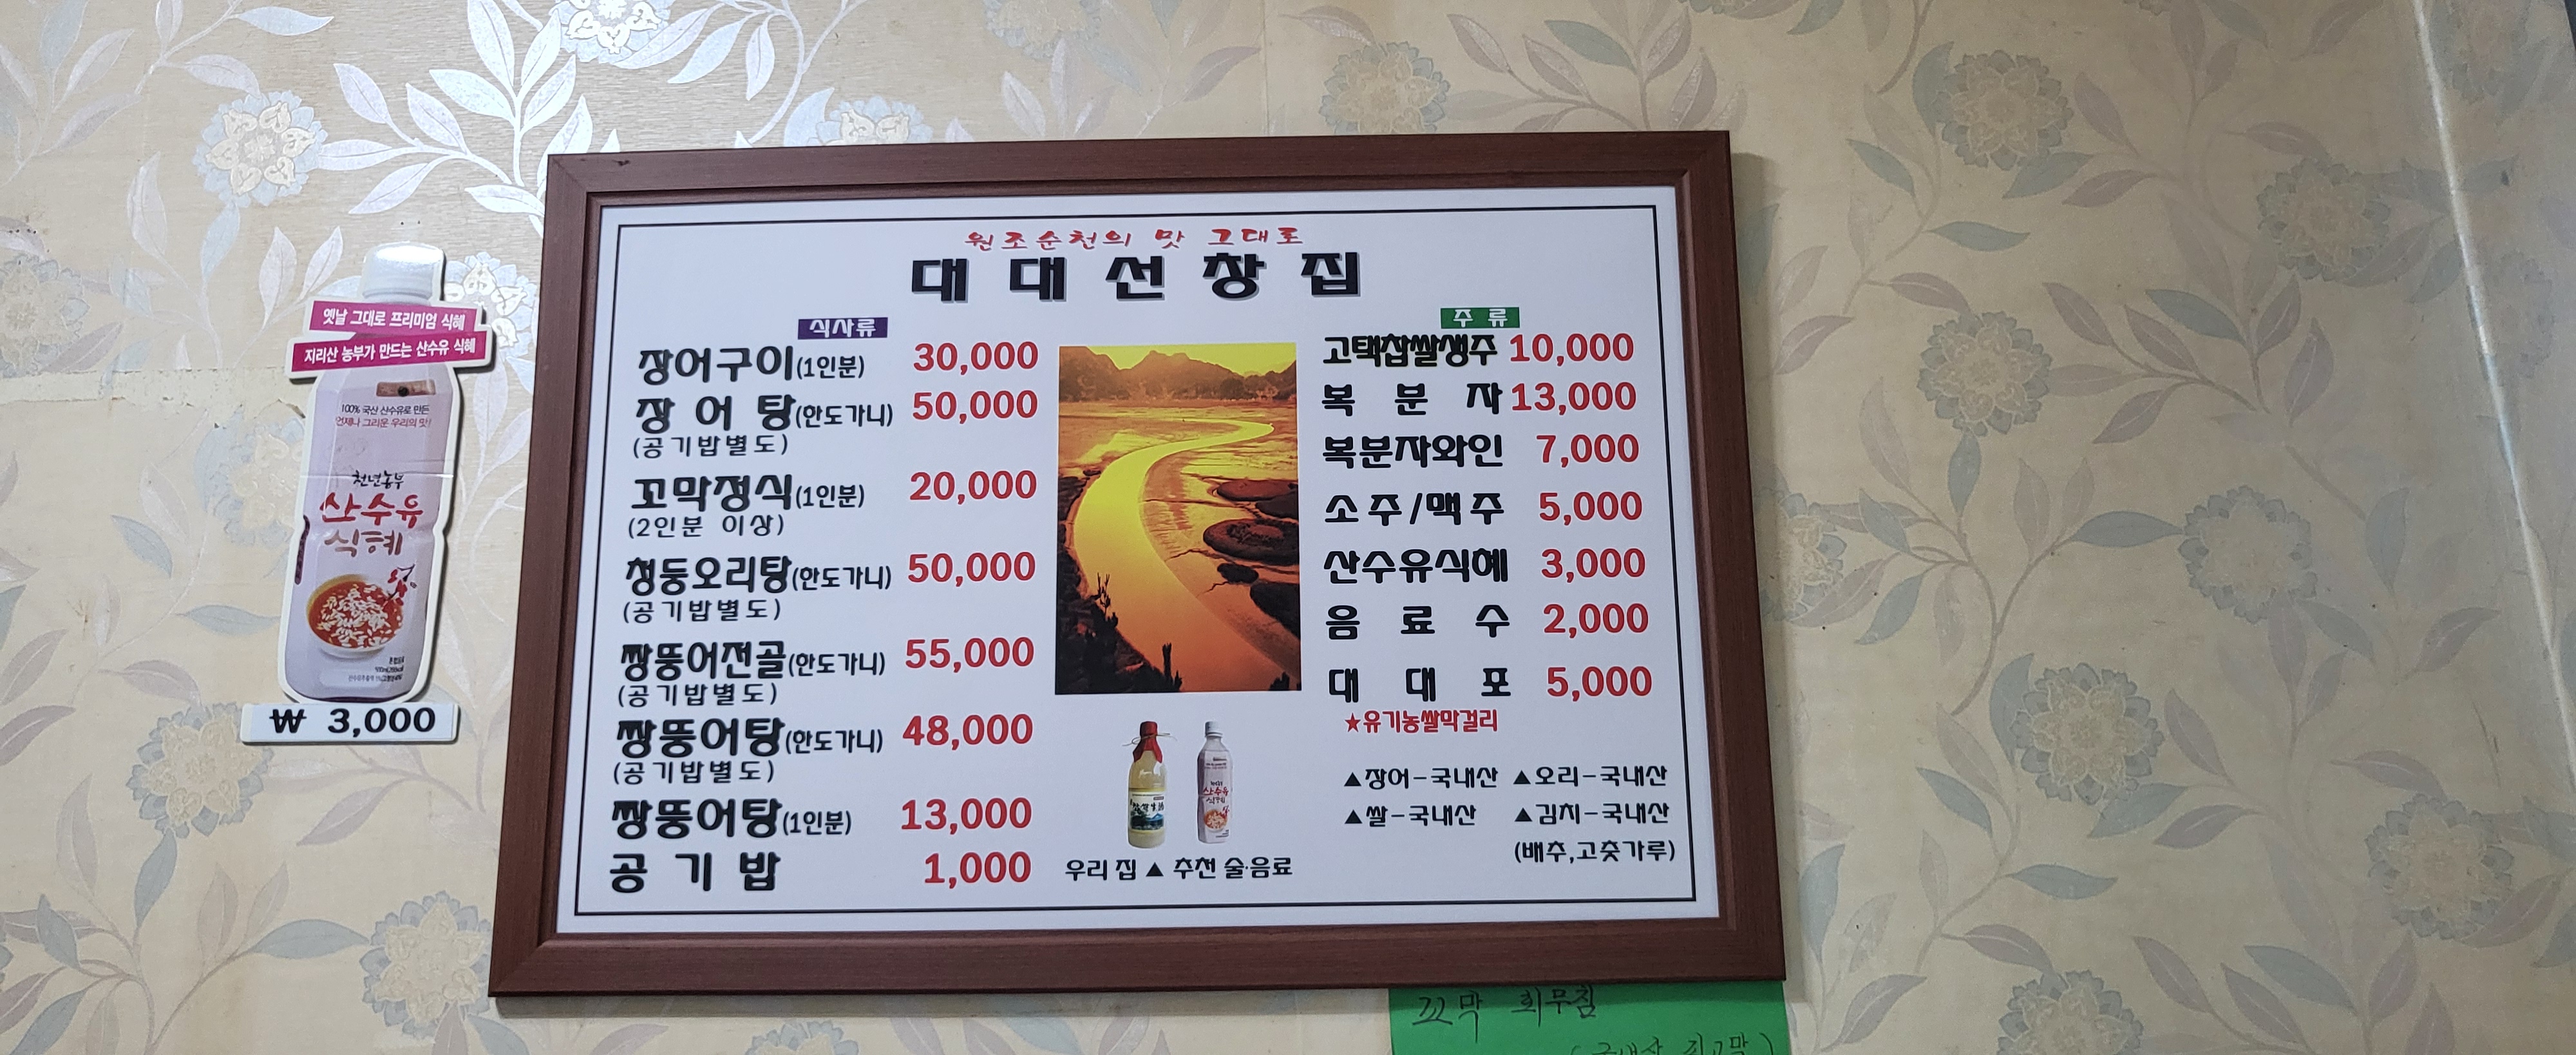 옛날 그대로 프리미엄 식혜
지리산 농부가 만드는 산수유 식혜
100% 국산 산수유로 만든
언제나 그리운 우리의 맛!
천년농부
산수유
식혜
₩ 3,000
원조순천의 맛 그대로
대대선창집
식사류
장어구이(1인분) 30,000
장어탕(한도가니) 50,000
(공기밥별도)
꼬막정식(1인분) 20,000
(2인분 이상)
청둥오리탕(한도가니) 50,000
(공기밥별도)
짱뚱어전골(한도가니) 55,000
(공기밥별도)
짱뚱어탕(한도가니) 48,000
(공기밥별도)
짱뚱어탕(1인분) 13,000
공기밥 1,000
산수유
식혜
우리 집 ▲ 추천 술·음료
주류
고택찹쌀생주 10,000
복분자 13,000
복분자와인 7,000
소주/맥주 5,000
산수유식혜 3,000
음료수 2,000
대대포 5,000
★유기농쌀막걸리
▲장어-국내산 ▲오리-국내산
▲쌀-국내산 ▲김치-국내산
(배추,고춧가루)
꼬막 회무침